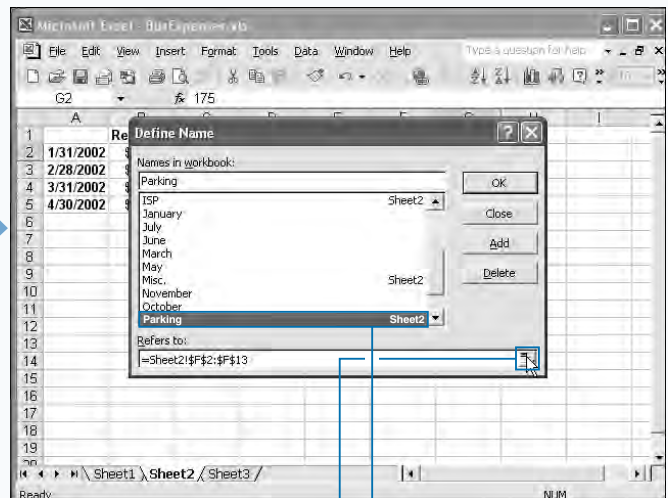 Microsoft Excel - BusExpenses.xls
File Edit View Insert Format Tools Data Window Help Type a question for help
G2 fx 175
A
1 Re
2 1/31/2002 $
3 2/28/2002 $
4 3/31/2002 $
5 4/30/2002 $
6
7
8
9
10
11
12
13
14
15
16
17
18
19
Define Name
Names in workbook:
Parking
ISP Sheet2
January
July
June
March
May
Misc. Sheet2
November
October
Parking Sheet2
Refers to:
=Sheet2!$F$2:$F$13
OK
Close
Add
Delete
Sheet1 Sheet2 Sheet3
Ready NUM